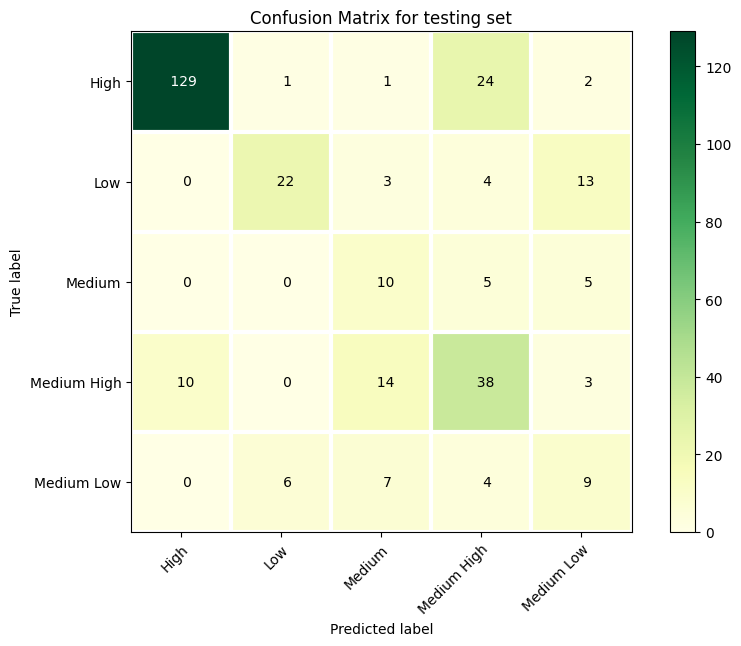 Confusion Matrix for testing set
High 129 1 1 24 2
Low 0 22 3 4 13
Medium 0 0 10 5 5
Medium High 10 0 14 38 3
Medium Low 0 6 7 4 9
High Low Medium Medium High Medium Low
Predicted label
True label
120
100
80
60
40
20
0